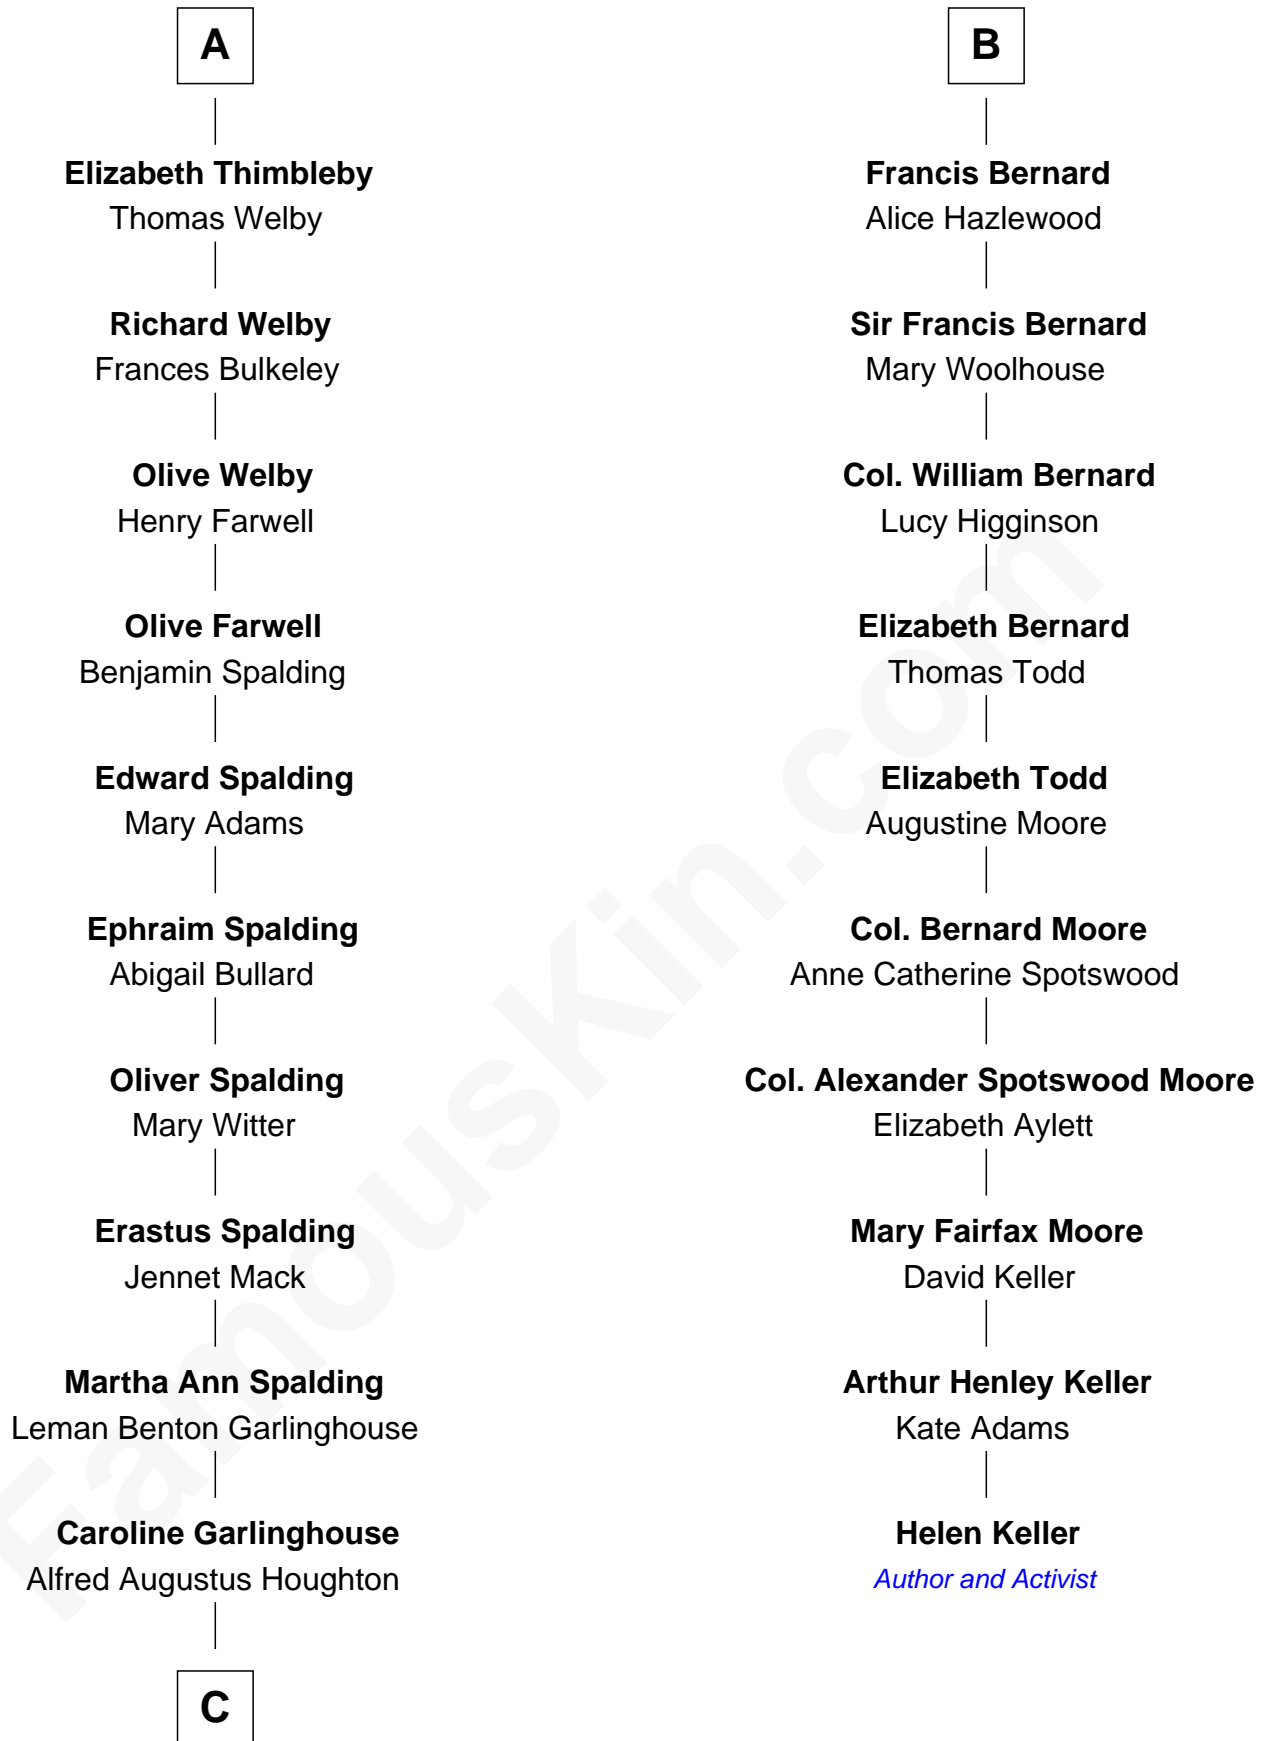 A
Elizabeth Thimbleby
Thomas Welby
Richard Welby
Frances Bulkeley
Olive Welby
Henry Farwell
Olive Farwell
Benjamin Spalding
Edward Spalding
Mary Adams
Ephraim Spalding
Abigail Bullard
Oliver Spalding
Mary Witter
Erastus Spalding
Jennet Mack
Martha Ann Spalding
Leman Benton Garlinghouse
Caroline Garlinghouse
Alfred Augustus Houghton
C
B
Francis Bernard
Alice Hazlewood
Sir Francis Bernard
Mary Woolhouse
Col. William Bernard
Lucy Higginson
Elizabeth Bernard
Thomas Todd
Elizabeth Todd
Augustine Moore
Col. Bernard Moore
Anne Catherine Spotswood
Col. Alexander Spotswood Moore
Elizabeth Aylett
Mary Fairfax Moore
David Keller
Arthur Henley Keller
Kate Adams
Helen Keller
Author and Activist
FamousKin.com